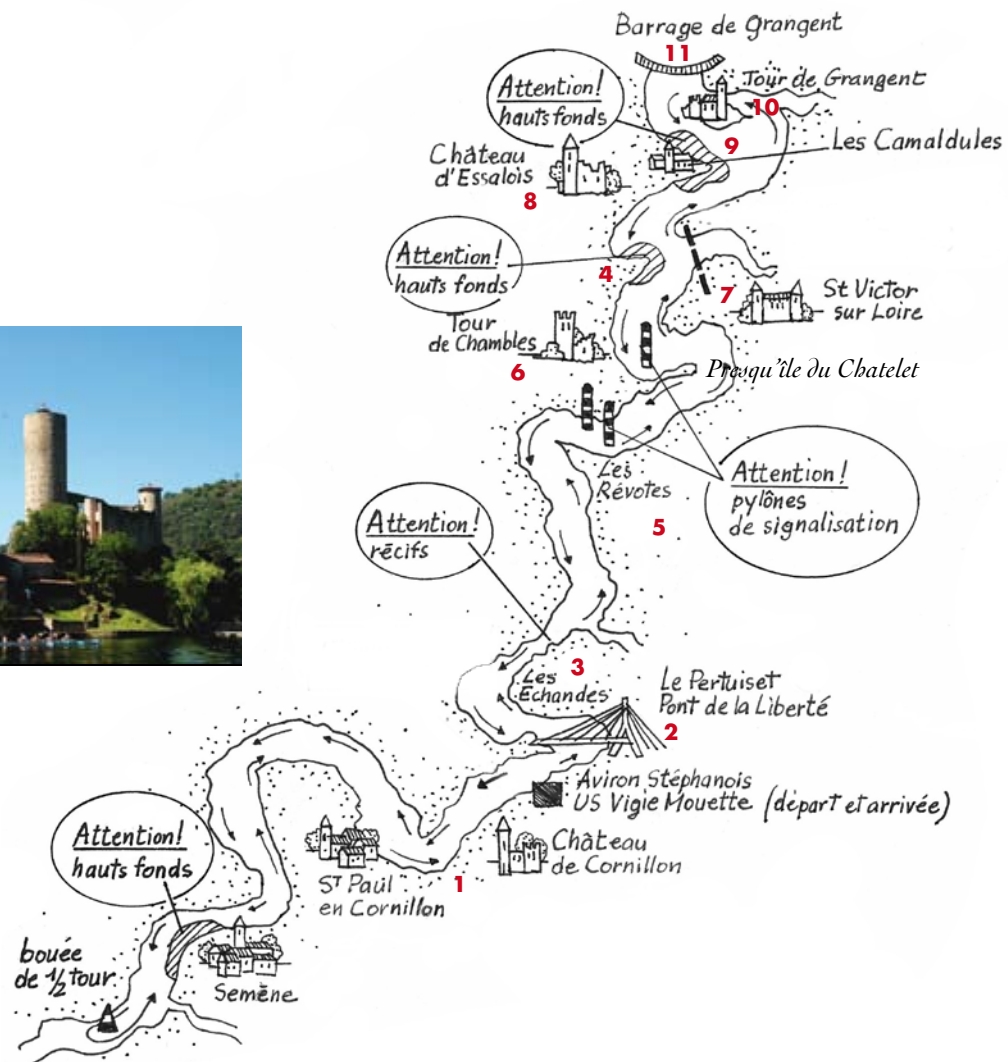 Barrage de Grangent
11
Attention!
hauts fonds
Tour de Grangent
10
9
Les Camaldules
Château
d'Essalois
8
Attention!
hauts fonds
4
7
St Victor
sur Loire
Tour
de Chambles
6
Presqu'île du Chatelet
Les
Révotes
Attention!
pylônes
de signalisation
5
Attention!
récifs
3
Les
Echandes
Le Pertuiset
Pont de la Liberté
2
Aviron Stéphanois
US Vigie Mouette (départ et arrivée)
Attention!
hauts fonds
Château
de Cornillon
1
ST Paul
en Cornillon
bouée
de 1/2 tour
Semène